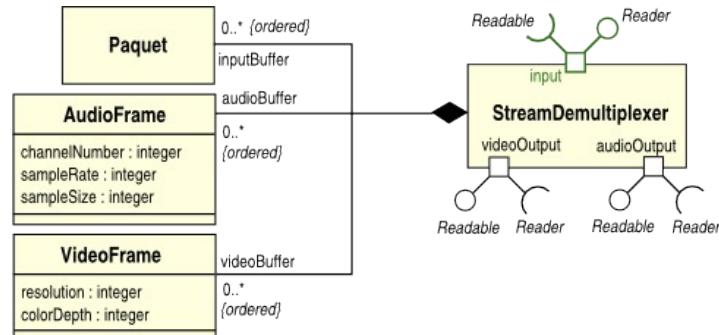 Paquet
0..* {ordered}
inputBuffer
AudioFrame
channelNumber : integer
sampleRate : integer
sampleSize : integer
audioBuffer
0..*
{ordered}
VideoFrame
resolution : integer
colorDepth : integer
videoBuffer
0..*
{ordered}
Readable
Reader
input
StreamDemultiplexer
videoOutput
audioOutput
Readable
Reader
Readable
Reader